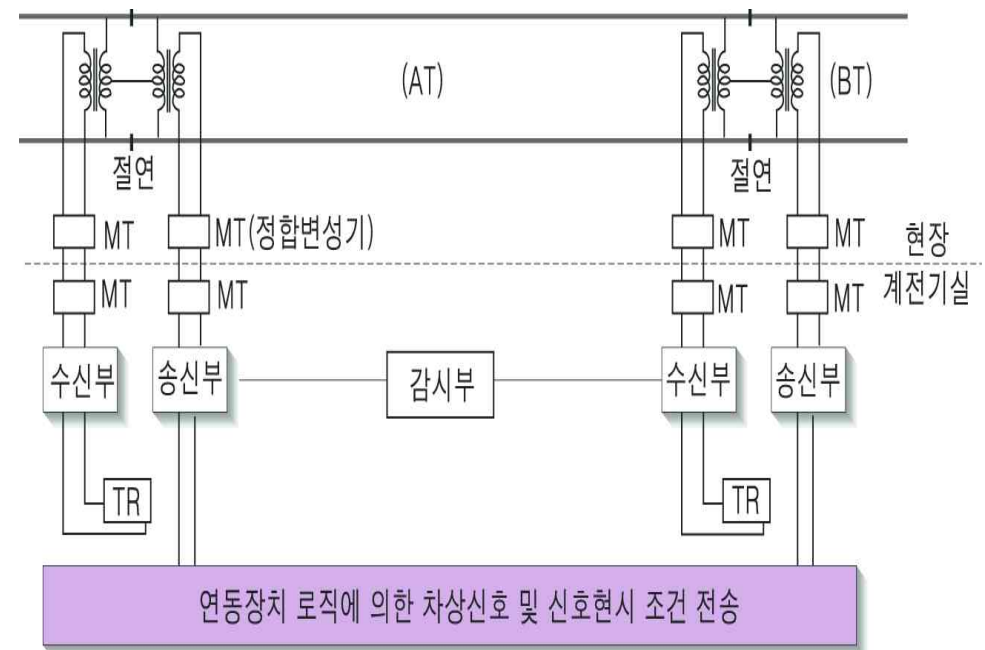 (AT)
(BT)
절연
절연
MT
MT(정합변성기)
MT
MT
현장
MT
MT
MT
MT
계전기실
수신부
송신부
감시부
수신부
송신부
TR
TR
연동장치 로직에 의한 차상신호 및 신호현시 조건 전송